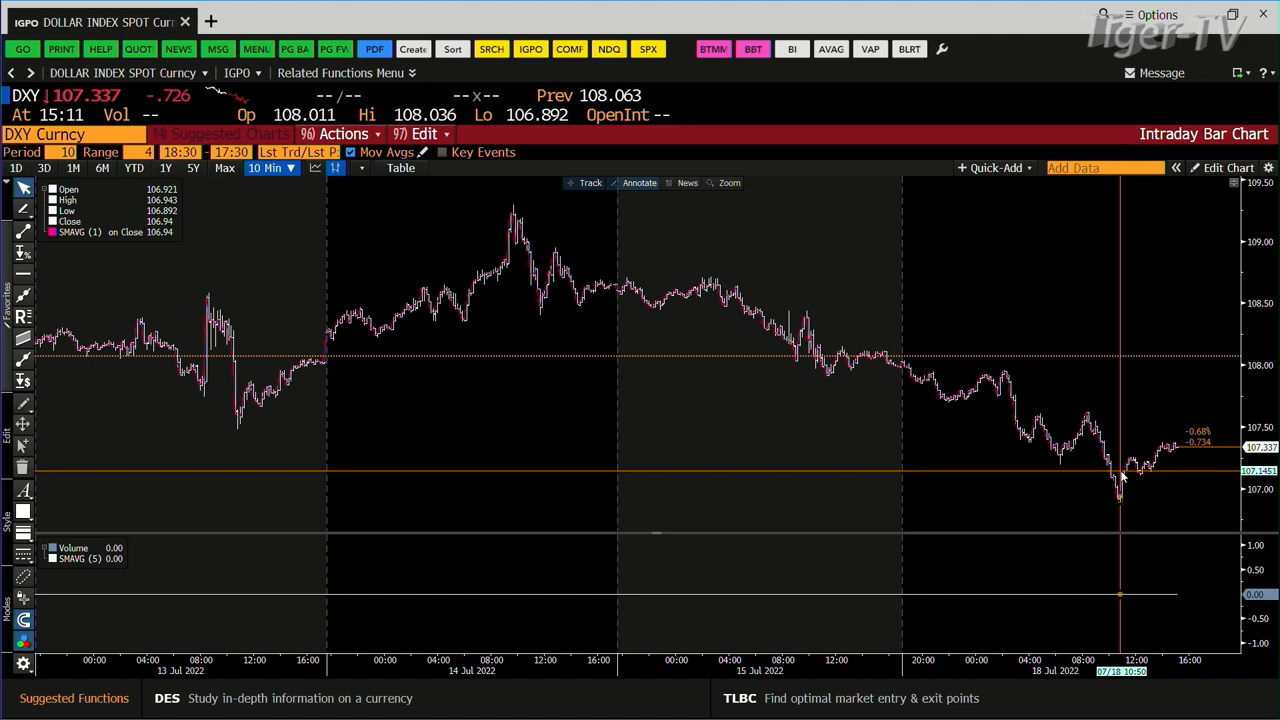 IGPO DOLLAR INDEX SPOT Curr
Options
Tiger-TV
GO PRINT HELP QUOT NEWS MSG MENU PG BA PG FV PDF Create Sort SRCH IGPO COMF NDQ SPX BTMM BBT BI AVAG VAP BLRT
DOLLAR INDEX SPOT Curncy IGPO Related Functions Menu Message
DXY ↓107.337 -.726 -- / -- -- x -- Prev 108.063
At 15:11 Vol -- Op 108.011 Hi 108.036 Lo 106.892 OpenInt --
DXY Curncy 94) Suggested Charts 96) Actions 97) Edit Intraday Bar Chart
Period 10 Range 4 18:30 - 17:30 Lst Trd/Lst P Mov Avgs Key Events
1D 3D 1M 6M YTD 1Y 5Y Max 10 Min ▼ Table + Quick-Add Add Data « Edit Chart
Track Annotate News Zoom
Open 106.921
High 106.943
Low 106.892
Close 106.94
SMAVG (1) on Close 106.94
109.50
109.00
108.50
108.00
107.50
-0.68%
-0.734
107.337
107.1451
107.00
Favorites
Edit
Style
Modes
Volume 0.00
SMAVG (5) 0.00
1.00
0.50
0.00
-0.50
-1.00
00:00 04:00 08:00 12:00 16:00 00:00 04:00 08:00 12:00 16:00 00:00 04:00 08:00 12:00 20:00 00:00 04:00 08:00 12:00 16:00
13 Jul 2022 14 Jul 2022 15 Jul 2022 18 Jul 2022 07/18 10:50
Suggested Functions DES Study in-depth information on a currency TLBC Find optimal market entry & exit points